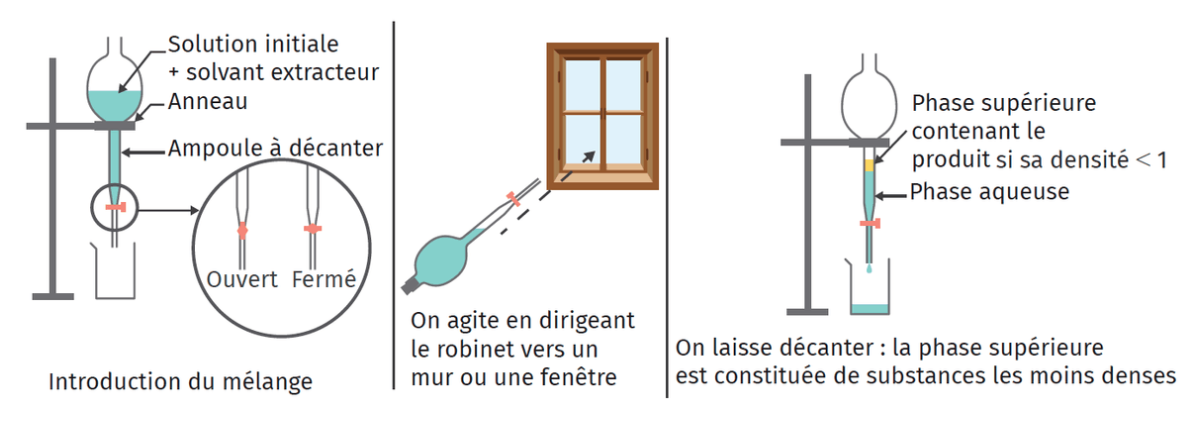 Solution initiale
+ solvant extracteur
Anneau
Ampoule à décanter
Ouvert Fermé
Introduction du mélange
On agite en dirigeant
le robinet vers un
mur ou une fenêtre
Phase supérieure
contenant le
produit si sa densité < 1
Phase aqueuse
On laisse décanter : la phase supérieure
est constituée de substances les moins denses